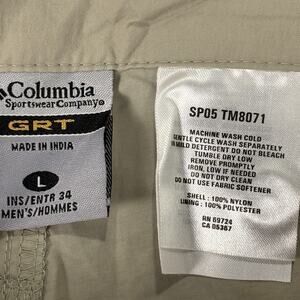 Columbia
Sportswear Company
GRT
MADE IN INDIA
L
INS/ENTR 34
MEN'S/HOMMES
SP05 TM8071
MACHINE WASH COLD
GENTLE CYCLE WASH SEPARATELY
IN MILD DETERGENT DO NOT BLEACH
TUMBLE DRY LOW
REMOVE PROMPTLY
IRON, LOW IF NEEDED
DO NOT DRY CLEAN
DO NOT USE FABRIC SOFTENER
SHELL : 100% NYLON
LINING : 100% POLYESTER
RN 69724
CA 05367